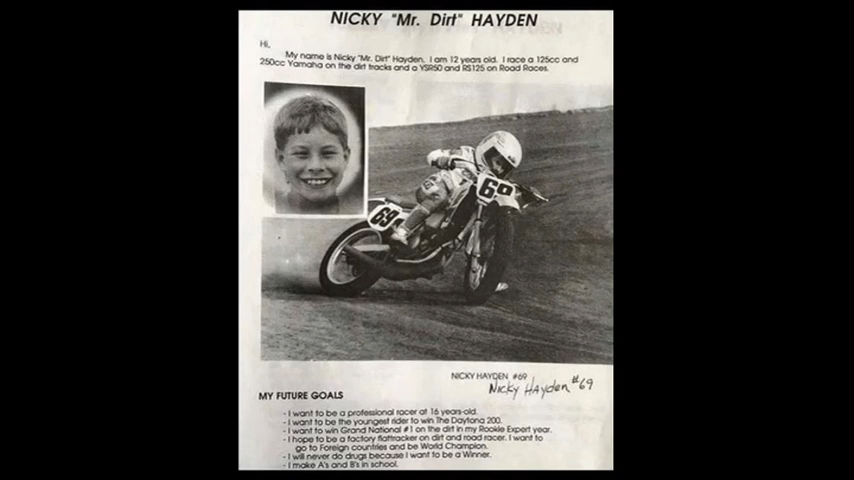 NICKY "Mr. Dirt" HAYDEN
Hi,
My name is Nicky "Mr. Dirt" Hayden. I am 12 years old. I race a 125cc and
250cc Yamaha on the dirt tracks and a YSR50 and RS125 on Road Races.
69
69
NICKY HAYDEN #69
Nicky Hayden #69
MY FUTURE GOALS
- I want to be a professional racer at 16 years-old.
- I want to be the youngest rider to win The Daytona 200.
- I want to win Grand National #1 on the dirt in my Rookie Expert year.
- I hope to be a factory flattracker on dirt and road racer. I want to
go to Foreign countries and be World Champion.
- I will never do drugs because I want to be a Winner.
- I make A's and B's in school.